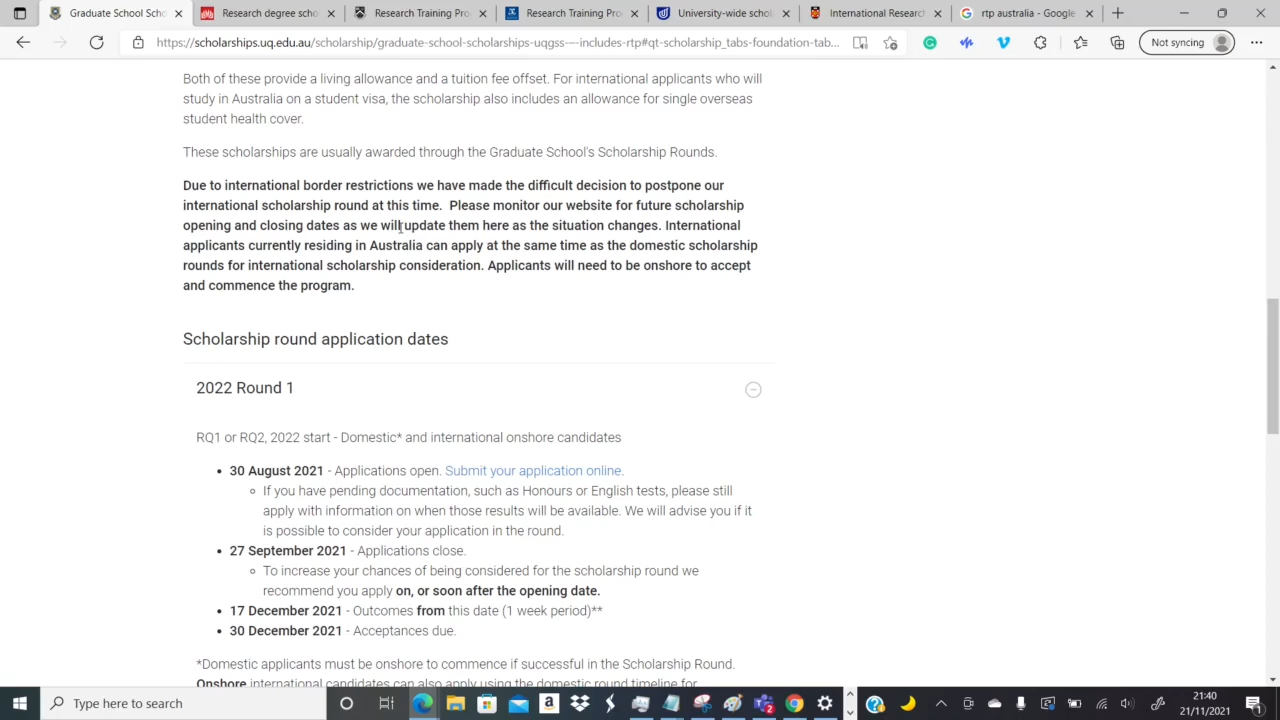 Graduate School Scho
Research degree scho
Research Training Pro
Research Training Pro
University-wide schol
International Research
rtp australia - Google
https://scholarships.uq.edu.au/scholarship/graduate-school-scholarships-uqgss----includes-rtp#qt-scholarship_tabs-foundation-tab...
Not syncing
Both of these provide a living allowance and a tuition fee offset. For international applicants who will
study in Australia on a student visa, the scholarship also includes an allowance for single overseas
student health cover.
These scholarships are usually awarded through the Graduate School's Scholarship Rounds.
Due to international border restrictions we have made the difficult decision to postpone our
international scholarship round at this time.  Please monitor our website for future scholarship
opening and closing dates as we will update them here as the situation changes. International
applicants currently residing in Australia can apply at the same time as the domestic scholarship
rounds for international scholarship consideration. Applicants will need to be onshore to accept
and commence the program.
Scholarship round application dates
2022 Round 1
RQ1 or RQ2, 2022 start - Domestic* and international onshore candidates
• 30 August 2021 - Applications open. Submit your application online.
◦ If you have pending documentation, such as Honours or English tests, please still
apply with information on when those results will be available. We will advise you if it
is possible to consider your application in the round.
• 27 September 2021 - Applications close.
◦ To increase your chances of being considered for the scholarship round we
recommend you apply on, or soon after the opening date.
• 17 December 2021 - Outcomes from this date (1 week period)**
• 30 December 2021 - Acceptances due.
*Domestic applicants must be onshore to commence if successful in the Scholarship Round.
Onshore international candidates can also apply using the domestic round timeline for
Type here to search
21:40
21/11/2021